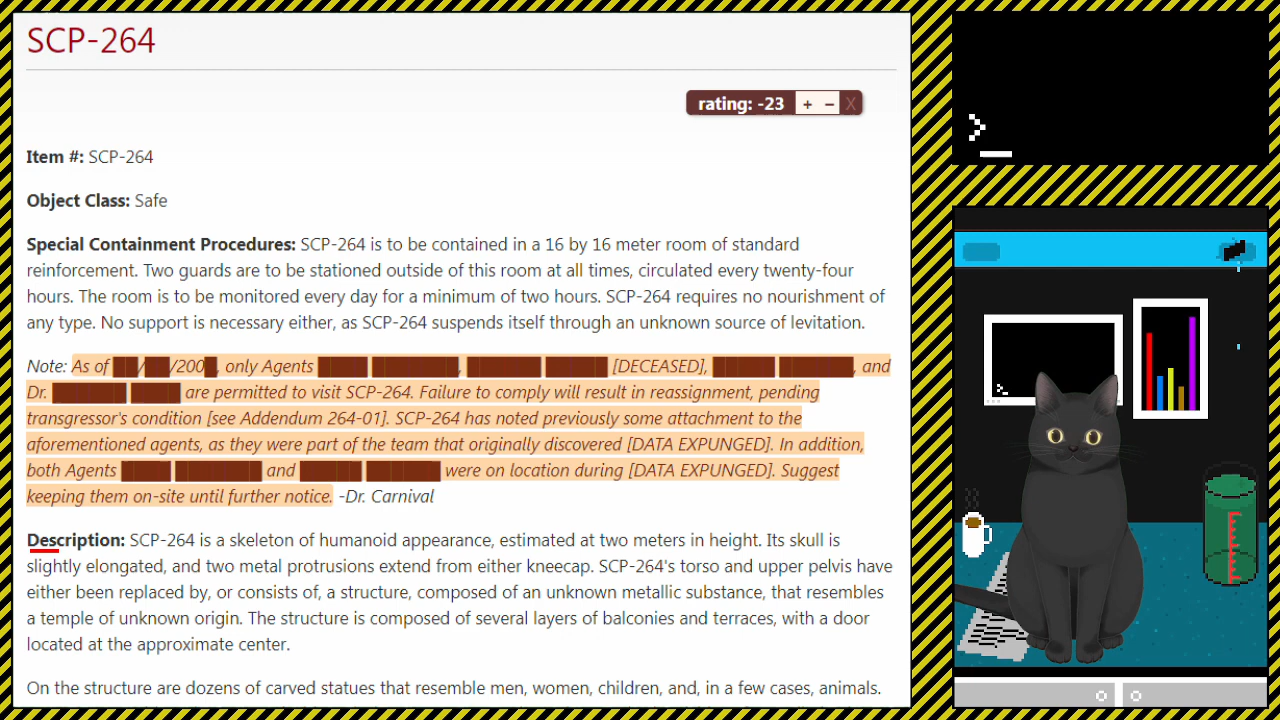 SCP-264
rating: -23 + − X
Item #: SCP-264
Object Class: Safe
Special Containment Procedures: SCP-264 is to be contained in a 16 by 16 meter room of standard
reinforcement. Two guards are to be stationed outside of this room at all times, circulated every twenty-four
hours. The room is to be monitored every day for a minimum of two hours. SCP-264 requires no nourishment of
any type. No support is necessary either, as SCP-264 suspends itself through an unknown source of levitation.
Note: As of ██/██/200█, only Agents ████ ███████, ██████ █████ [DECEASED], █████ ██████, and
Dr. ██████ ████ are permitted to visit SCP-264. Failure to comply will result in reassignment, pending
transgressor's condition [see Addendum 264-01]. SCP-264 has noted previously some attachment to the
aforementioned agents, as they were part of the team that originally discovered [DATA EXPUNGED]. In addition,
both Agents ████ ███████ and █████ ██████ were on location during [DATA EXPUNGED]. Suggest
keeping them on-site until further notice. -Dr. Carnival
Description: SCP-264 is a skeleton of humanoid appearance, estimated at two meters in height. Its skull is
slightly elongated, and two metal protrusions extend from either kneecap. SCP-264's torso and upper pelvis have
either been replaced by, or consists of, a structure, composed of an unknown metallic substance, that resembles
a temple of unknown origin. The structure is composed of several layers of balconies and terraces, with a door
located at the approximate center.
On the structure are dozens of carved statues that resemble men, women, children, and, in a few cases, animals.
>_